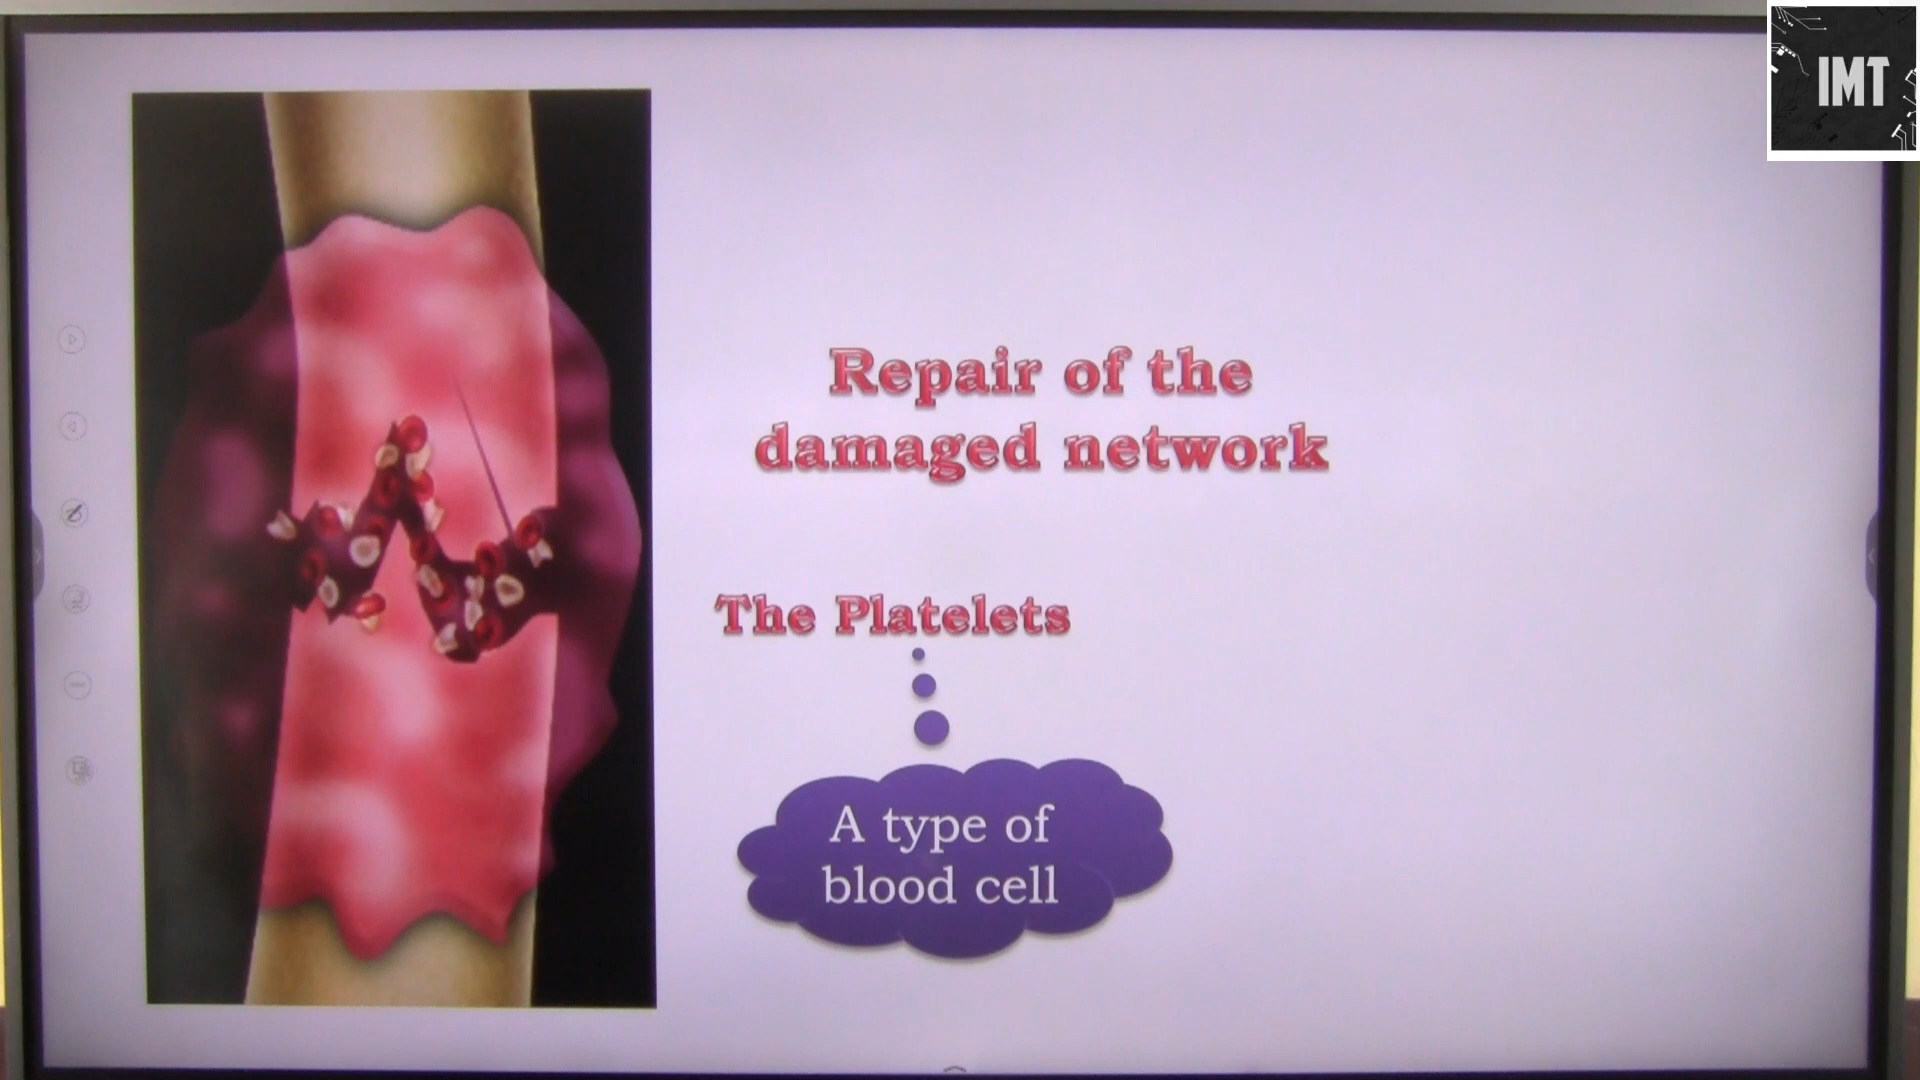 IMT
Repair of the
damaged network
The Platelets
A type of
blood cell